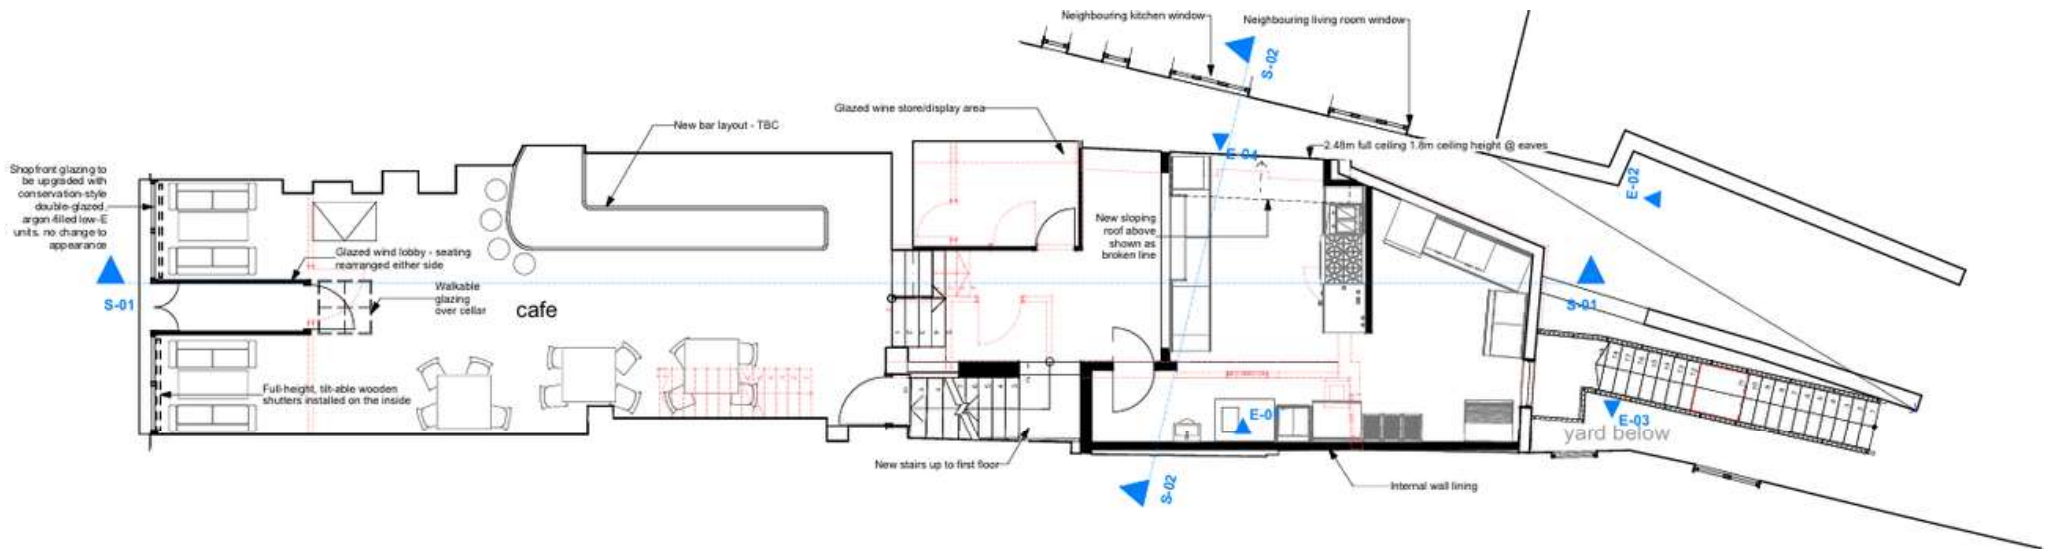 Neighbouring kitchen window
Neighbouring living room window
S-02
Glazed wine store/display area
New bar layout - TBC
2.48m full ceiling 1.8m ceiling height @ eaves
E-04
E-02
Shopfront glazing to
be upgraded with
conservation-style
double-glazed,
argon-filled low-E
units. no change to
appearance
New sloping
roof above
shown as
broken line
Glazed wind lobby - seating
rearranged either side
Walkable
glazing
over cellar
S-01
cafe
S-01
Full-height, tilt-able wooden
shutters installed on the inside
E-01
E-03
yard below
New stairs up to first floor
S-02
Internal wall lining